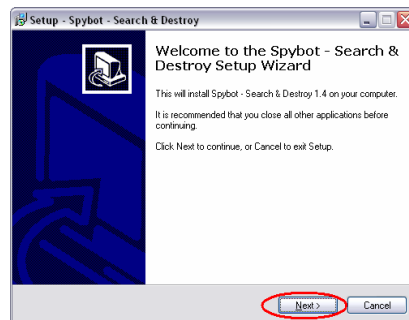 Setup - Spybot - Search & Destroy
Welcome to the Spybot - Search &
Destroy Setup Wizard
This will install Spybot - Search & Destroy 1.4 on your computer.
It is recommended that you close all other applications before
continuing.
Click Next to continue, or Cancel to exit Setup.
Next >
Cancel